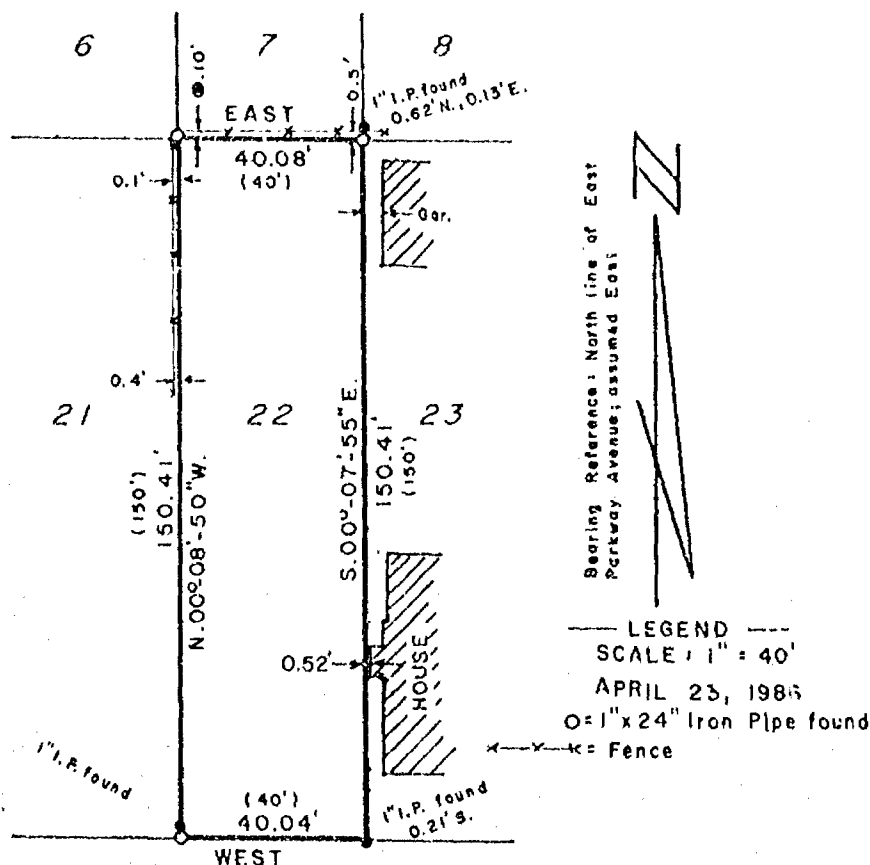 6 7 8
0.10'
0.5'
1" I.P. found
0.62' N., 0.13' E.
EAST
40.08'
(40')
0.1'
Gar.
0.4'
21 22 23
(150')
150.41'
N.00°-08'-50"W.
S.00°-07'-55"E.
150.41'
(150')
0.52'
HOUSE
1" I.P. found
(40')
40.04'
WEST
1" I.P. found
0.21' S.
N
Bearing Reference: North line of East
Parkway Avenue; assumed East
LEGEND
SCALE: 1" = 40'
APRIL 23, 1986
O= 1" x 24" Iron Pipe found
x—x—x= Fence